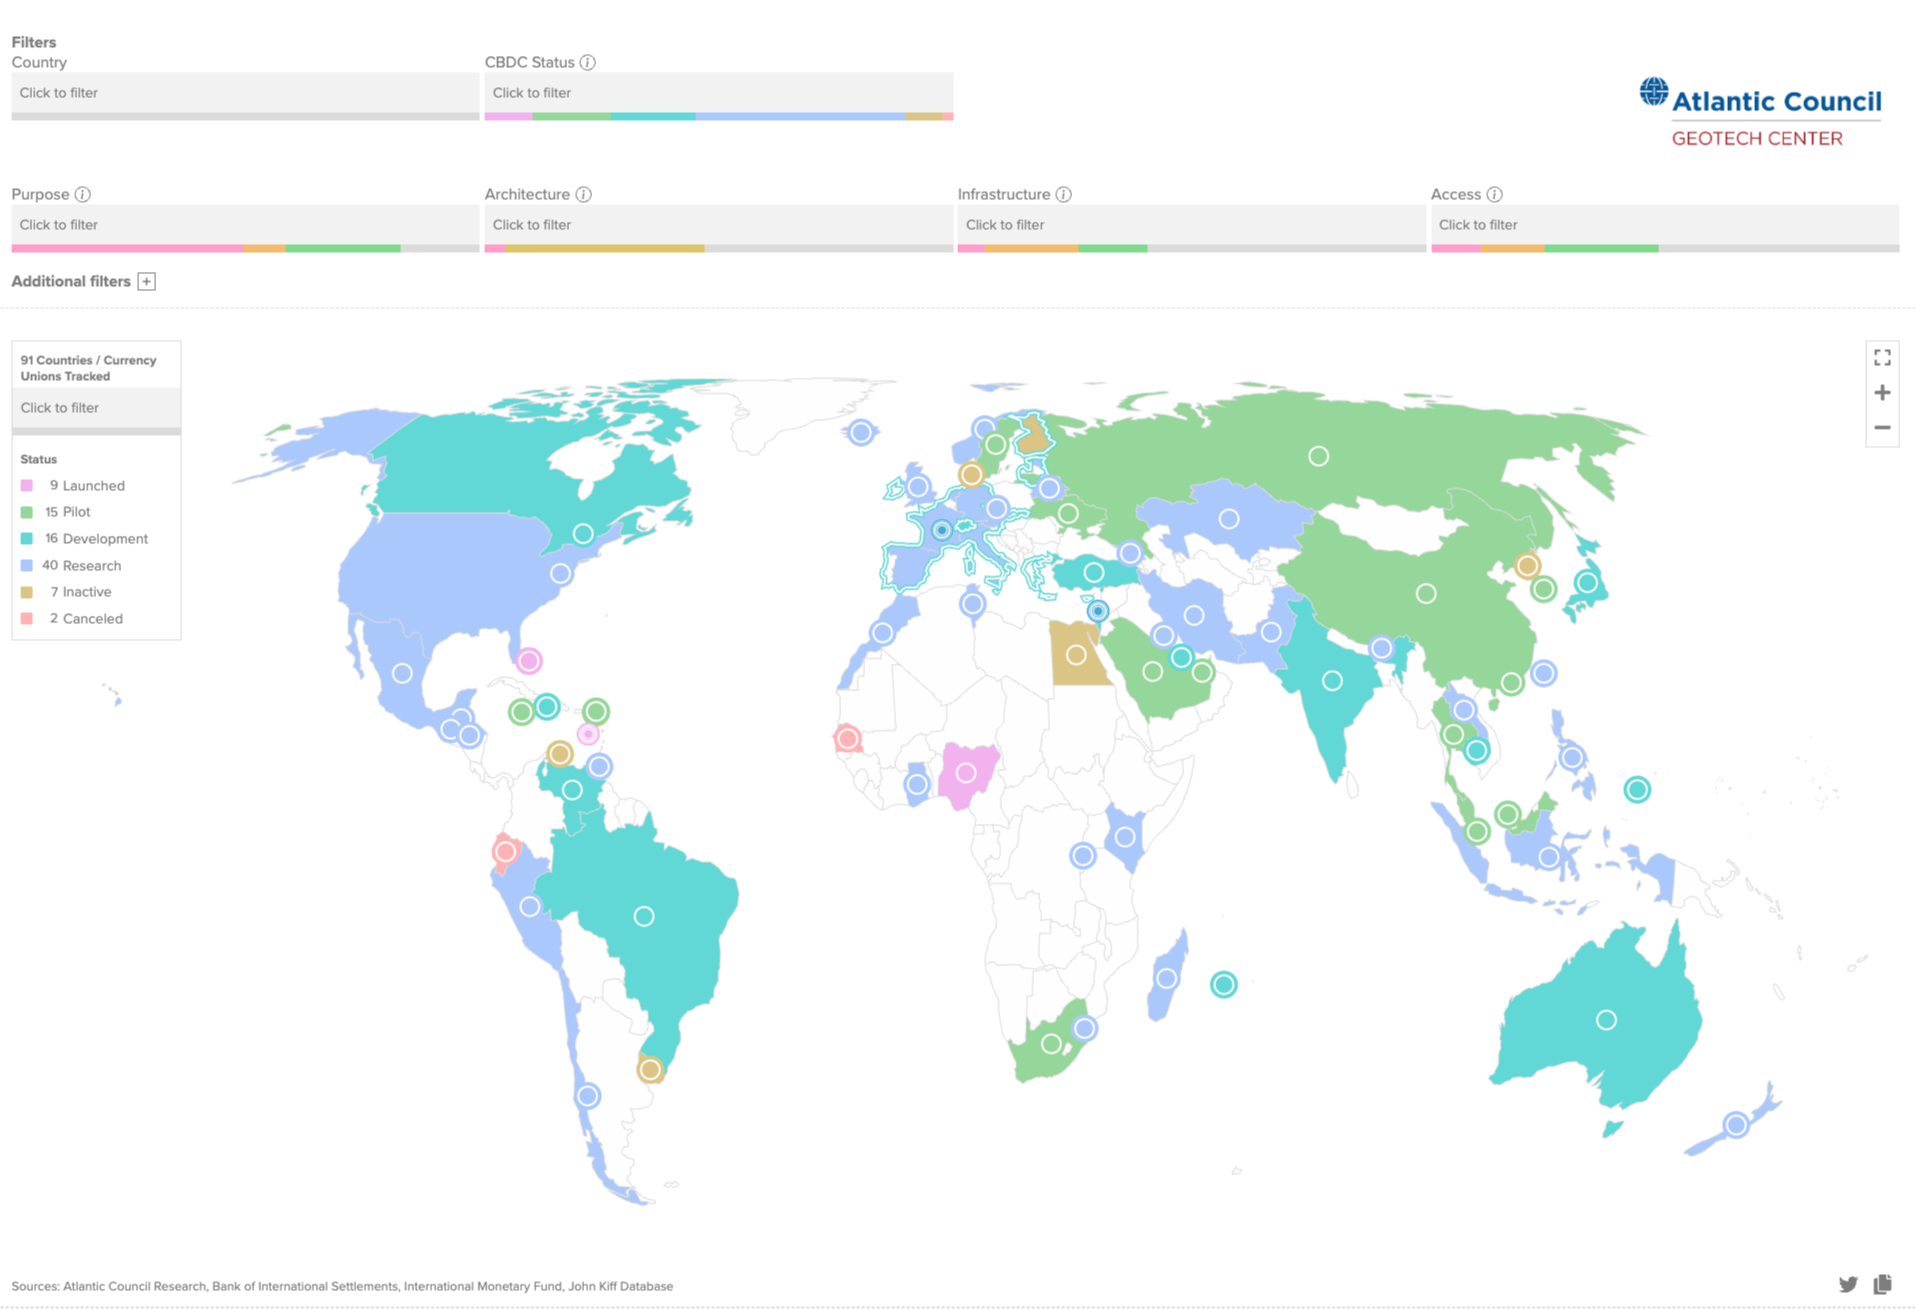 Filters
Country
CBDC Status
Click to filter
Click to filter
Atlantic Council
GEOTECH CENTER
Purpose
Architecture
Infrastructure
Access
Click to filter
Click to filter
Click to filter
Click to filter
Additional filters
91 Countries / Currency
Unions Tracked
Click to filter
Status
9 Launched
15 Pilot
16 Development
40 Research
7 Inactive
2 Canceled
Sources: Atlantic Council Research, Bank of International Settlements, International Monetary Fund, John Kiff Database